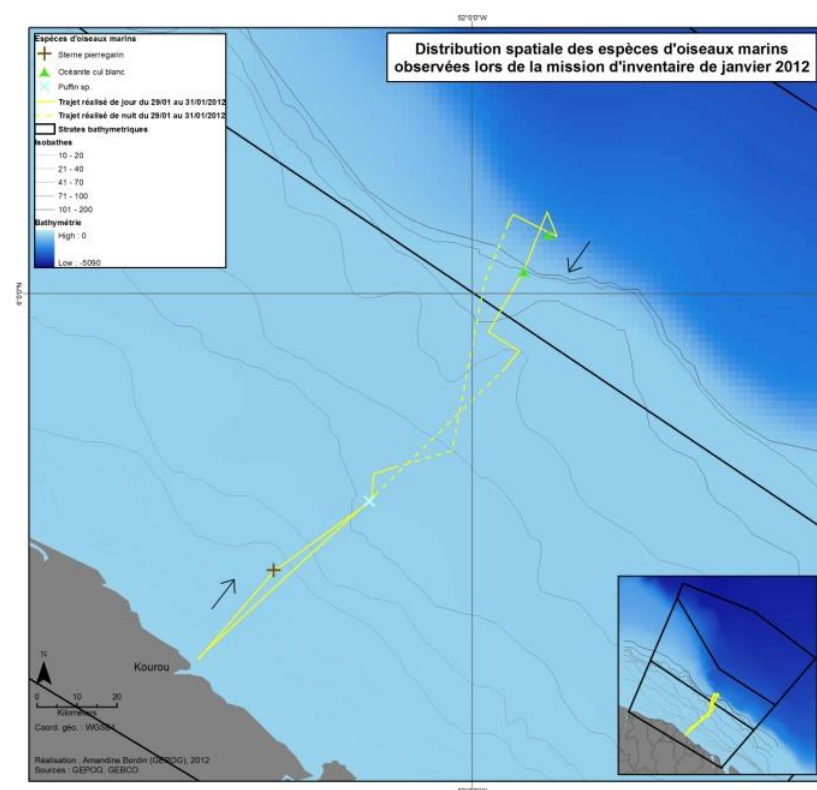 52°0'0"W
Distribution spatiale des espèces d'oiseaux marins
observées lors de la mission d'inventaire de janvier 2012
Espèces d'oiseaux marins
Sterne pierregarin
Océanite cul blanc
Puffin sp.
Trajet réalisé de jour du 29/01 au 31/01/2012
Trajet réalisé de nuit du 29/01 au 31/01/2012
Strates bathymetriques
Isobathes
10 - 20
21 - 40
41 - 70
71 - 100
101 - 200
Bathymétrie
High : 0
Low : -5090
Kourou
N
0 10 20
Kilometers
Coord. géo. : WGS84
Réalisation : Amandine Bordin (GEPOG), 2012
Sources : GEPOG, GEBCO